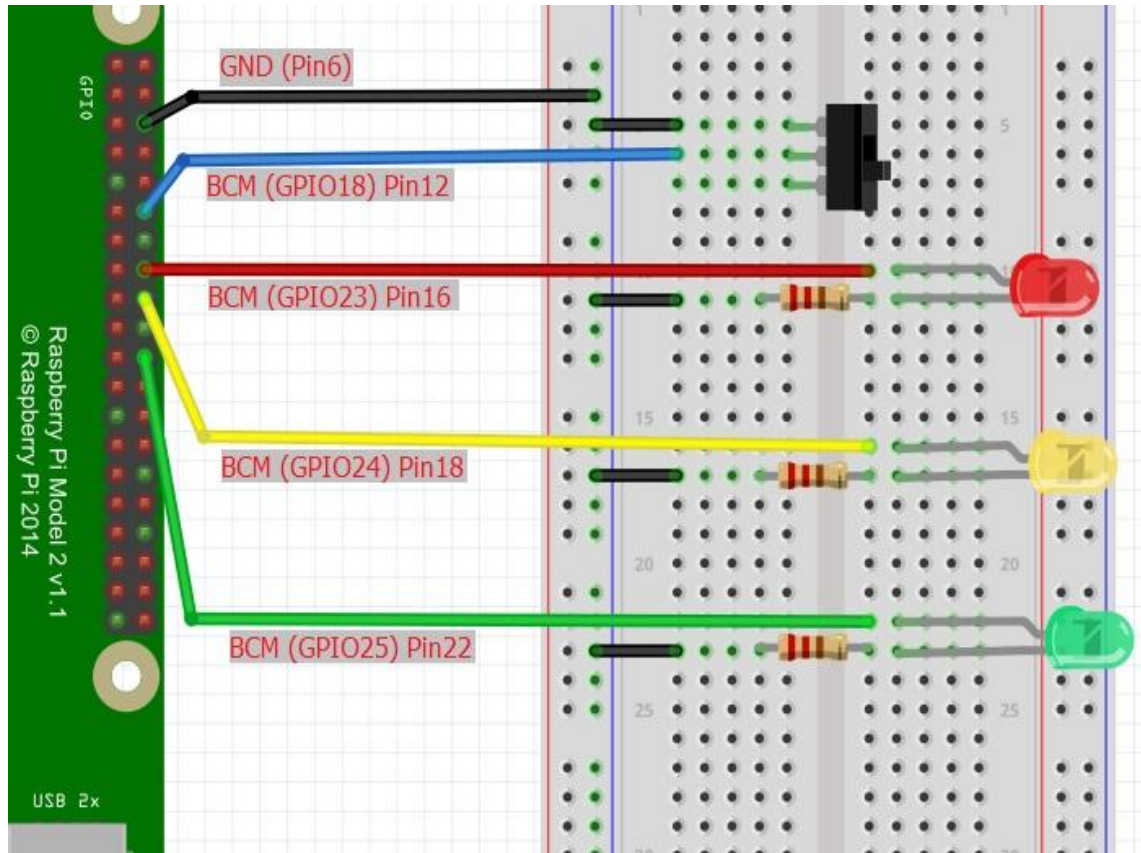 GPIO
GND (Pin6)
BCM (GPIO18) Pin12
BCM (GPIO23) Pin16
BCM (GPIO24) Pin18
BCM (GPIO25) Pin22
Raspberry Pi Model 2 v1.1
© Raspberry Pi 2014
USB 2x
1
1
5
15
15
20
20
25
25